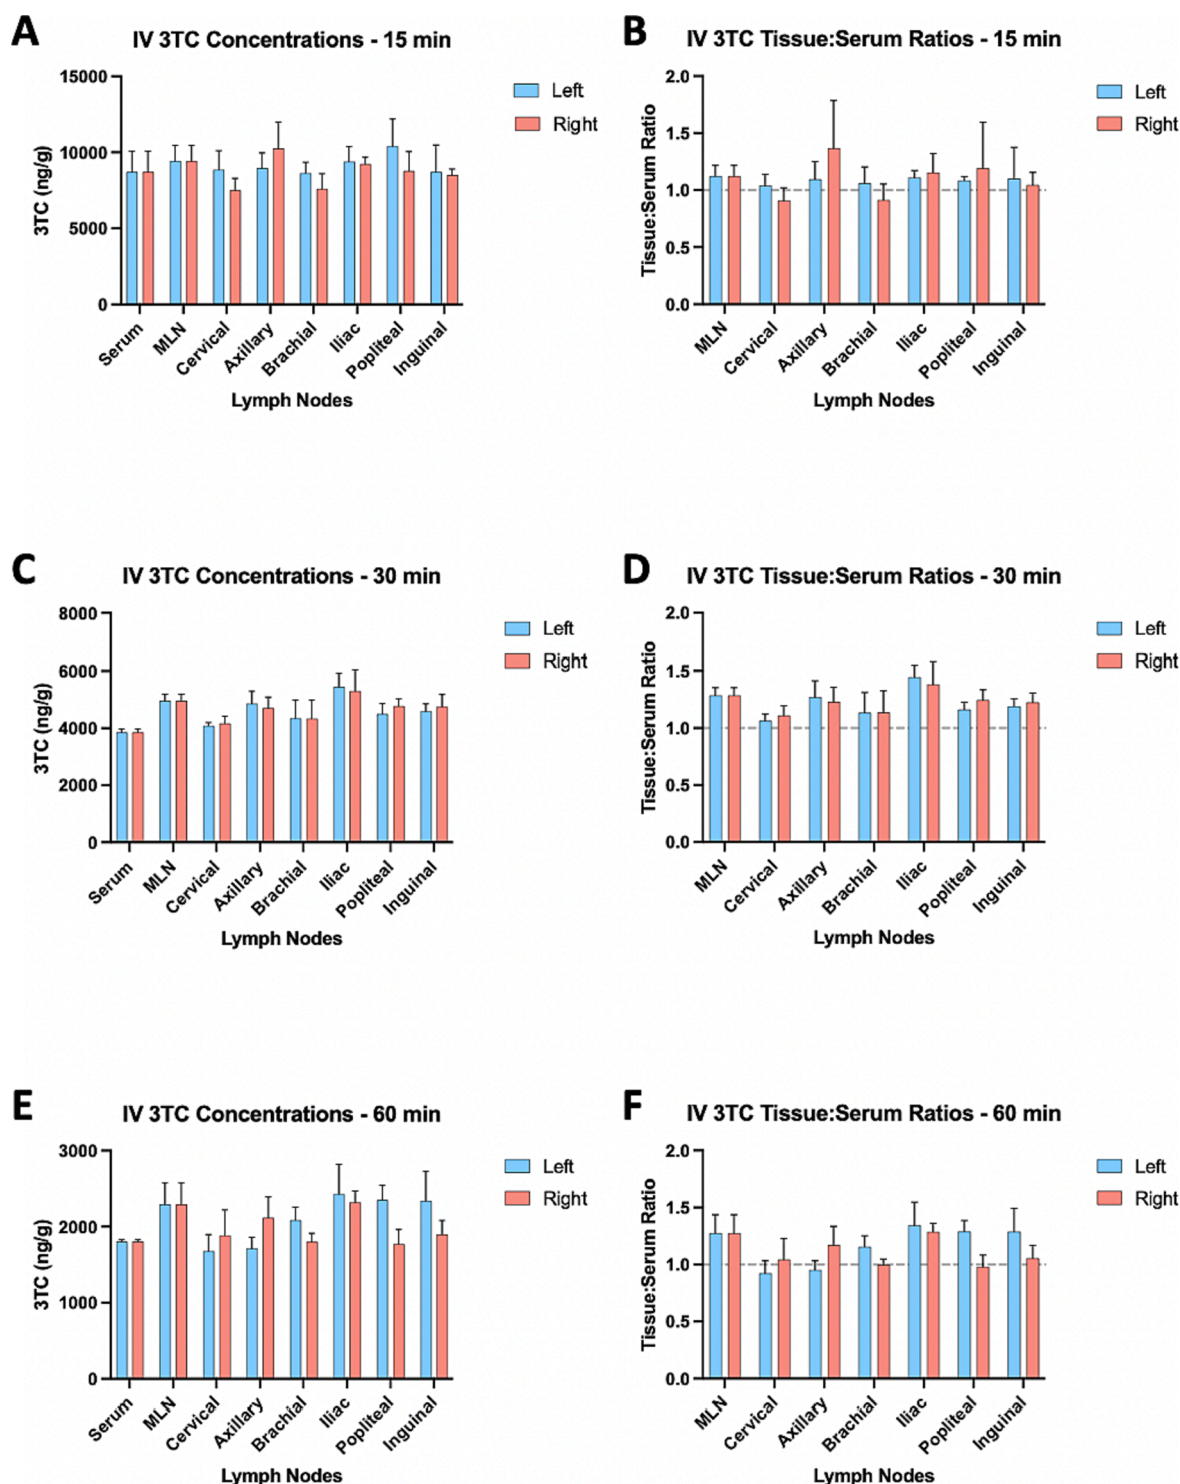 A
IV 3TC Concentrations - 15 min
3TC (ng/g)
15000
10000
5000
0
Left
Right
Serum
MLN
Cervical
Axillary
Brachial
Iliac
Popliteal
Inguinal
Lymph Nodes
B
IV 3TC Tissue:Serum Ratios - 15 min
Tissue:Serum Ratio
2.0
1.5
1.0
0.5
0.0
Left
Right
MLN
Cervical
Axillary
Brachial
Iliac
Popliteal
Inguinal
Lymph Nodes
C
IV 3TC Concentrations - 30 min
3TC (ng/g)
8000
6000
4000
2000
0
Left
Right
Serum
MLN
Cervical
Axillary
Brachial
Iliac
Popliteal
Inguinal
Lymph Nodes
D
IV 3TC Tissue:Serum Ratios - 30 min
Tissue:Serum Ratio
2.0
1.5
1.0
0.5
0.0
Left
Right
MLN
Cervical
Axillary
Brachial
Iliac
Popliteal
Inguinal
Lymph Nodes
E
IV 3TC Concentrations - 60 min
3TC (ng/g)
3000
2000
1000
0
Left
Right
Serum
MLN
Cervical
Axillary
Brachial
Iliac
Popliteal
Inguinal
Lymph Nodes
F
IV 3TC Tissue:Serum Ratios - 60 min
Tissue:Serum Ratio
2.0
1.5
1.0
0.5
0.0
Left
Right
MLN
Cervical
Axillary
Brachial
Iliac
Popliteal
Inguinal
Lymph Nodes